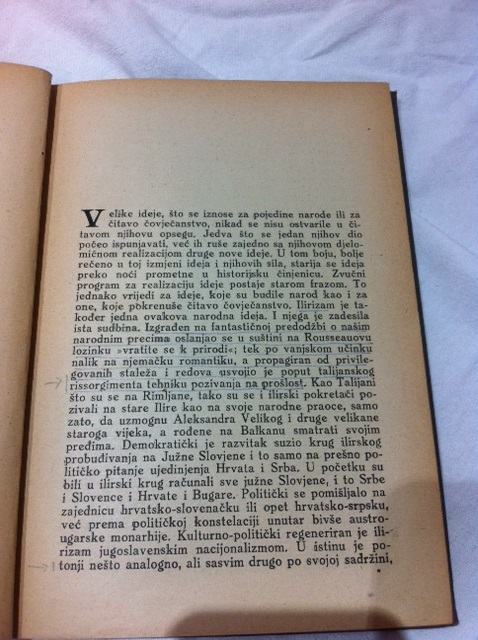 Velike ideje, što se iznose za pojedine narode ili za
čitavo čovječanstvo, nikad se nisu ostvarile u či-
tavom njihovu opsegu. Jedva što se jedan njihov dio
počeo ispunjavati, već ih ruše zajedno sa njihovom djelo-
mičnom realizacijom druge nove ideje. U tom boju, bolje
rečeno u toj izmjeni ideja i njihovih sila, starija se ideja
preko noći prometne u historijsku činjenicu. Zvučni
program za realizaciju ideje postaje starom frazom. To
jednako vrijedi za ideje, koje su budile narod kao i za
one, koje pokrenuše čitavo čovječanstvo. Ilirizam je ta-
kođer jedna ovakova narodna ideja. I njega je zadesila
ista sudbina. Izgrađen na fantastičnoj predodžbi o našim
narodnim precima oslanjao se u suštini na Rousseauovu
lozinku »vratite se k prirodi«; tek po vanjskom učinku
nalik na njemačku romantiku, a propagiran od privile-
govanih staleža i redova usvojio je poput talijanskog
rissorgimenta tehniku pozivanja na prošlost. Kao Talijani
što su se na Rimljane, tako su se i ilirski pokretači po-
zivali na stare Ilire kao na svoje narodne praoce, samo
zato, da uzmognu Aleksandra Velikog i druge velikane
staroga vijeka, a rođene na Balkanu smatrati svojim
pređima. Demokratički je razvitak suzio krug ilirskog
probuđivanja na Južne Slovjene i to samo na prešno po-
litičko pitanje ujedinjenja Hrvata i Srba. U početku su
bili u ilirski krug računali sve južne Slovjene, i to Srbe
i Slovence i Hrvate i Bugare. Politički se pomišljalo na
zajednicu hrvatsko-slovenačku ili opet hrvatsko-srpsku,
već prema političkoj konstelaciji unutar bivše austro-
ugarske monarhije. Kulturno-politički regeneriran je ili-
rizam jugoslavenskim nacijonalizmom. U istinu je po-
tonji nešto analogno, ali sasvim drugo po svojoj sadržini,